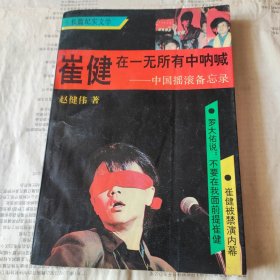 长篇纪实文学
崔健
在一无所有中呐喊
——中国摇滚备忘录
赵健伟 著
●罗大佑说：不要在我面前提崔健
●崔健被禁演内幕